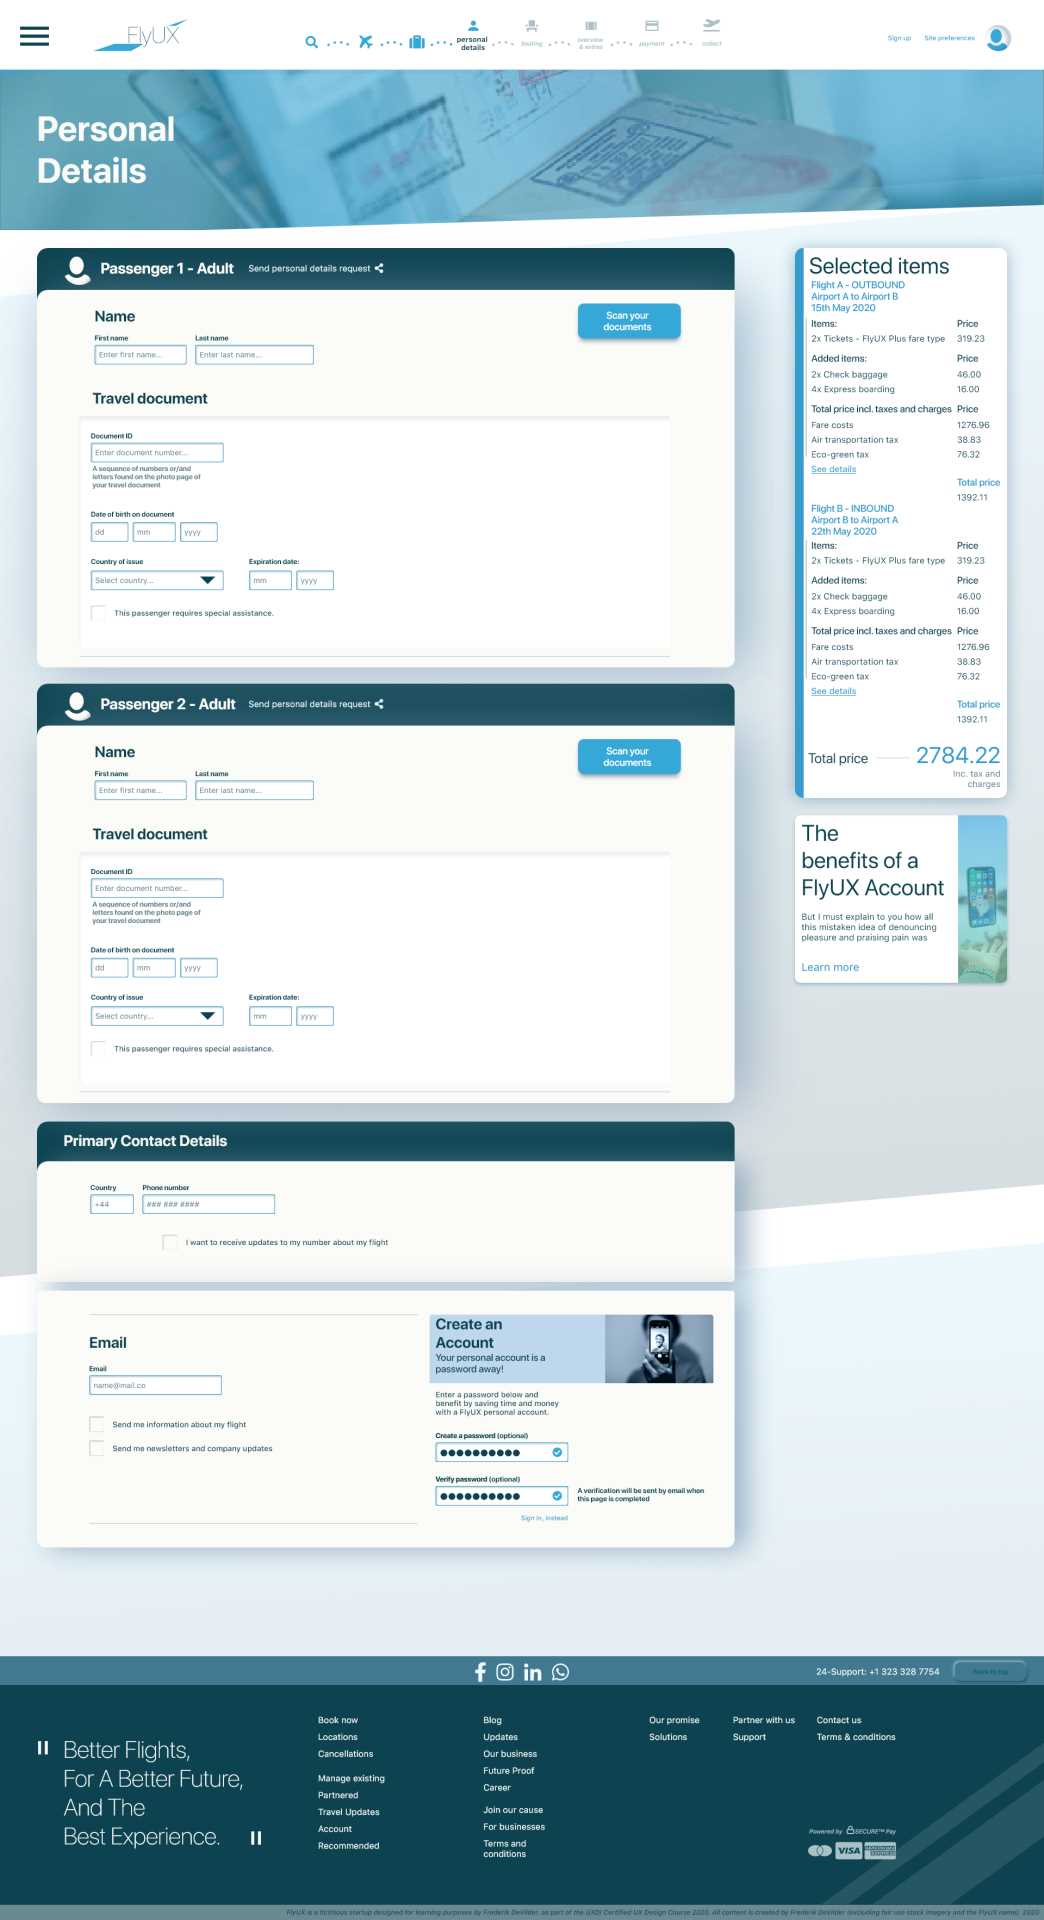 FlyUX
personal
details
seating
overview
& extras
payment
collect
Sign up
Site preferences
Personal
Details
Passenger 1 - Adult
Send personal details request
Name
Scan your
documents
First name
Last name
Enter first name...
Enter last name...
Travel document
Document ID
Enter document number...
A sequence of numbers or/and
letters found on the photo page of
your travel document
Date of birth on document
dd
mm
yyyy
Country of issue
Expiration date:
Select country...
mm
yyyy
This passenger requires special assistance.
Passenger 2 - Adult
Send personal details request
Name
Scan your
documents
First name
Last name
Enter first name...
Enter last name...
Travel document
Document ID
Enter document number...
A sequence of numbers or/and
letters found on the photo page of
your travel document
Date of birth on document
dd
mm
yyyy
Country of issue
Expiration date:
Select country...
mm
yyyy
This passenger requires special assistance.
Primary Contact Details
Country
Phone number
+44
### ### ####
I want to receive updates to my number about my flight
Email
Email
name@mail.co
Send me information about my flight
Send me newsletters and company updates
Create an
Account
Your personal account is a
password away!
Enter a password below and
benefit by saving time and money
with a FlyUX personal account.
Create a password (optional)
●●●●●●●●●●
Verify password (optional)
●●●●●●●●●●
A verification will be sent by email when
this page is completed
Sign in, instead
Selected items
Flight A - OUTBOUND
Airport A to Airport B
15th May 2020
Items: Price
2x Tickets - FlyUX Plus fare type 319.23
Added items: Price
2x Check baggage 46.00
4x Express boarding 16.00
Total price incl. taxes and charges Price
Fare costs 1276.96
Air transportation tax 38.83
Eco-green tax 76.32
See details
Total price
1392.11
Flight B - INBOUND
Airport B to Airport A
22th May 2020
Items: Price
2x Tickets - FlyUX Plus fare type 319.23
Added items: Price
2x Check baggage 46.00
4x Express boarding 16.00
Total price incl. taxes and charges Price
Fare costs 1276.96
Air transportation tax 38.83
Eco-green tax 76.32
See details
Total price
1392.11
Total price 2784.22
Inc. tax and
charges
The
benefits of a
FlyUX Account
But I must explain to you how all
this mistaken idea of denouncing
pleasure and praising pain was
Learn more
24-Support: +1 323 328 7754
Back to top
"Better Flights,
For A Better Future,
And The
Best Experience."
Book now
Locations
Cancellations
Manage existing
Partnered
Travel Updates
Account
Recommended
Blog
Updates
Our business
Future Proof
Career
Join our cause
For businesses
Terms and
conditions
Our promise
Solutions
Partner with us
Support
Contact us
Terms & conditions
Powered by SECURE™ Pay
VISA
AMERICAN
EXPRESS
FlyUX is a fictitious startup designed for learning purposes by Frederik DeVilder, as part of the UXDI Certified UX Design Course 2020. All content is created by Frederik DeVilder (excluding fair use stock imagery and the FlyUX name). 2020